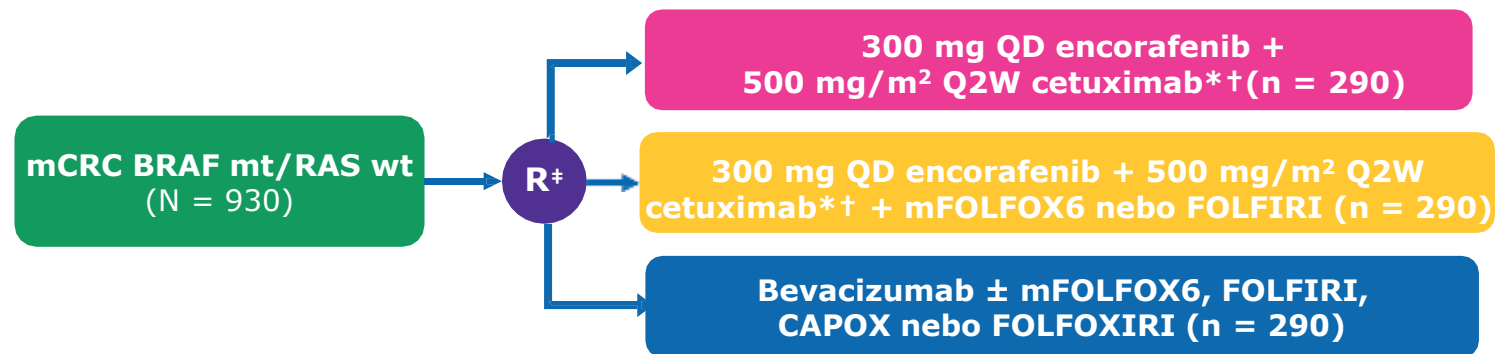 300 mg QD encorafenib +
500 mg/m² Q2W cetuximab*†(n = 290)
mCRC BRAF mt/RAS wt
(N = 930)
R‡
300 mg QD encorafenib + 500 mg/m² Q2W
cetuximab*† + mFOLFOX6 nebo FOLFIRI (n = 290)
Bevacizumab ± mFOLFOX6, FOLFIRI,
CAPOX nebo FOLFOXIRI (n = 290)